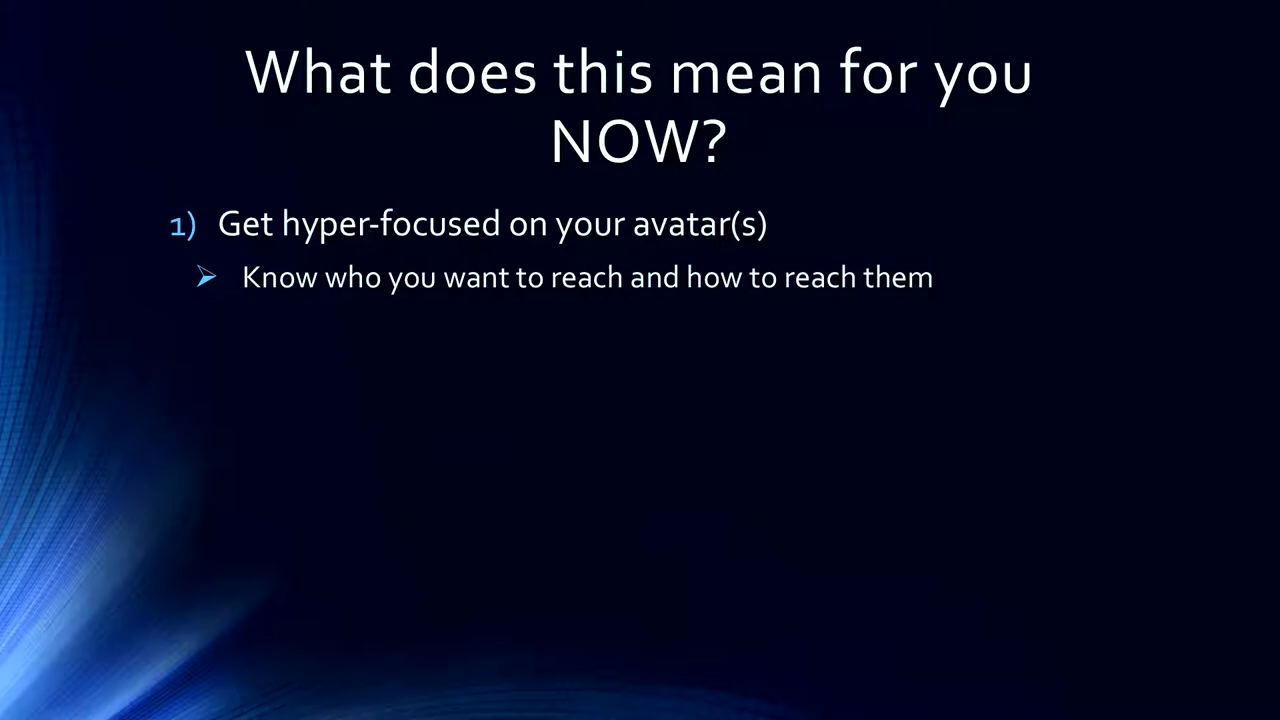 What does this mean for you
NOW?
1) Get hyper-focused on your avatar(s)
➢ Know who you want to reach and how to reach them